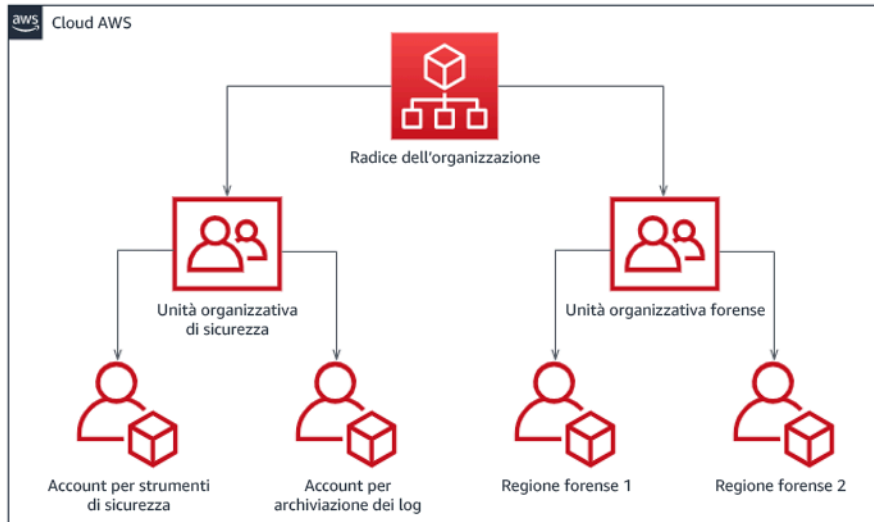 aws
Cloud AWS
Radice dell'organizzazione
Unità organizzativa
di sicurezza
Unità organizzativa forense
Account per strumenti
di sicurezza
Account per
archiviazione dei log
Regione forense 1
Regione forense 2